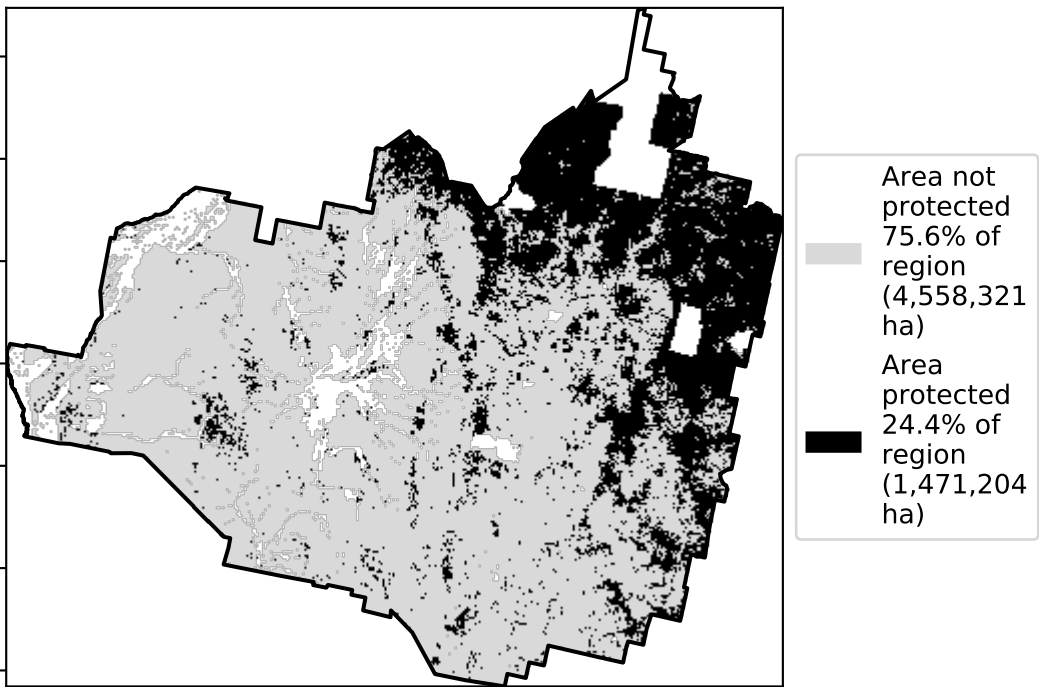 Area not
protected
75.6% of
region
(4,558,321
ha)
Area
protected
24.4% of
region
(1,471,204
ha)